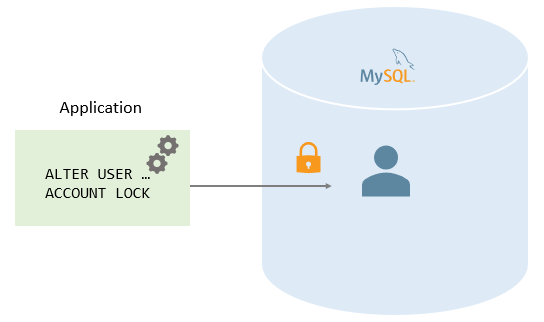 MySQL
Application
ALTER USER …
ACCOUNT LOCK